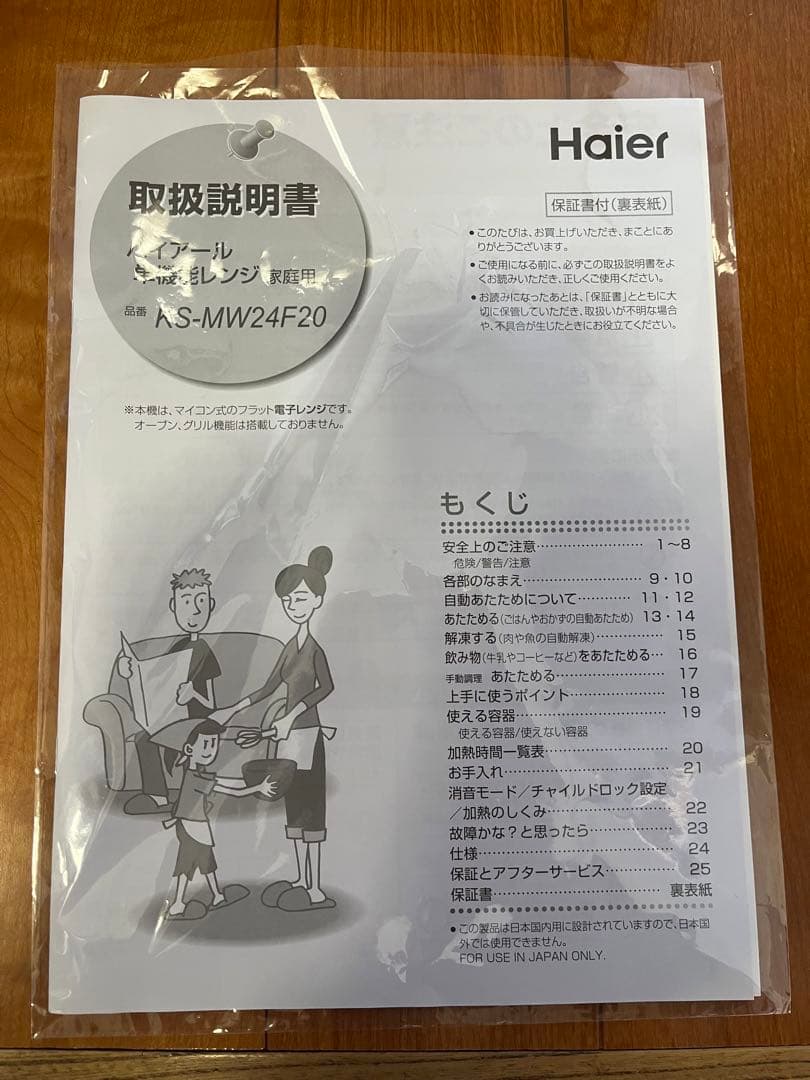 Haier
取扱説明書
ハイアール
単機能レンジ 家庭用
品番 KS-MW24F20
※本機は、マイコン式のフラット電子レンジです。
オーブン、グリル機能は搭載しておりません。
保証書付(裏表紙)
●このたびは、お買上げいただき、まことにあ
りがとうございます。
●ご使用になる前に、必ずこの取扱説明書をよ
くお読みいただき、正しくご使用ください。
●お読みになったあとは、「保証書」とともに大
切に保管していただき、取扱いが不明な場合
や、不具合が生じたときにお役立てください。
もくじ
安全上のご注意…………………… 1〜8
危険/警告/注意
各部のなまえ…………………… 9・10
自動あたためについて………… 11・12
あたためる(ごはんやおかずの自動あたため) 13・14
解凍する(肉や魚の自動解凍)…………… 15
飲み物(牛乳やコーヒーなど)をあたためる… 16
手動調理 あたためる…………………… 17
上手に使うポイント…………………… 18
使える容器…………………………… 19
使える容器/使えない容器
加熱時間一覧表……………………… 20
お手入れ……………………………… 21
消音モード/チャイルドロック設定
/加熱のしくみ……………………… 22
故障かな?と思ったら……………… 23
仕様…………………………………… 24
保証とアフターサービス…………… 25
保証書……………………………… 裏表紙
●この製品は日本国内用に設計されていますので、日本国
外では使用できません。
FOR USE IN JAPAN ONLY.